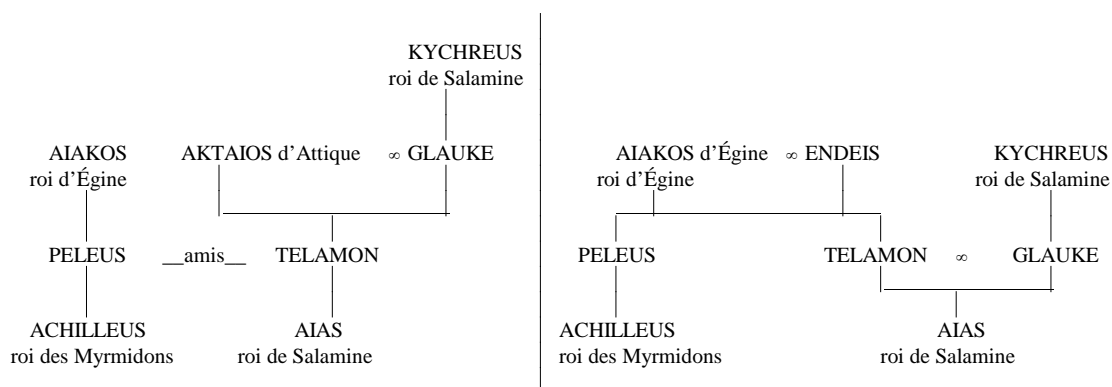 KYCHREUS
roi de Salamine
AIAKOS AKTAIOS d’Attique ∞ GLAUKE
roi d’Égine
PELEUS __amis__ TELAMON
ACHILLEUS AIAS
roi des Myrmidons roi de Salamine
AIAKOS d’Égine ∞ ENDEIS KYCHREUS
roi d’Égine roi de Salamine
PELEUS TELAMON ∞ GLAUKE
ACHILLEUS AIAS
roi des Myrmidons roi de Salamine